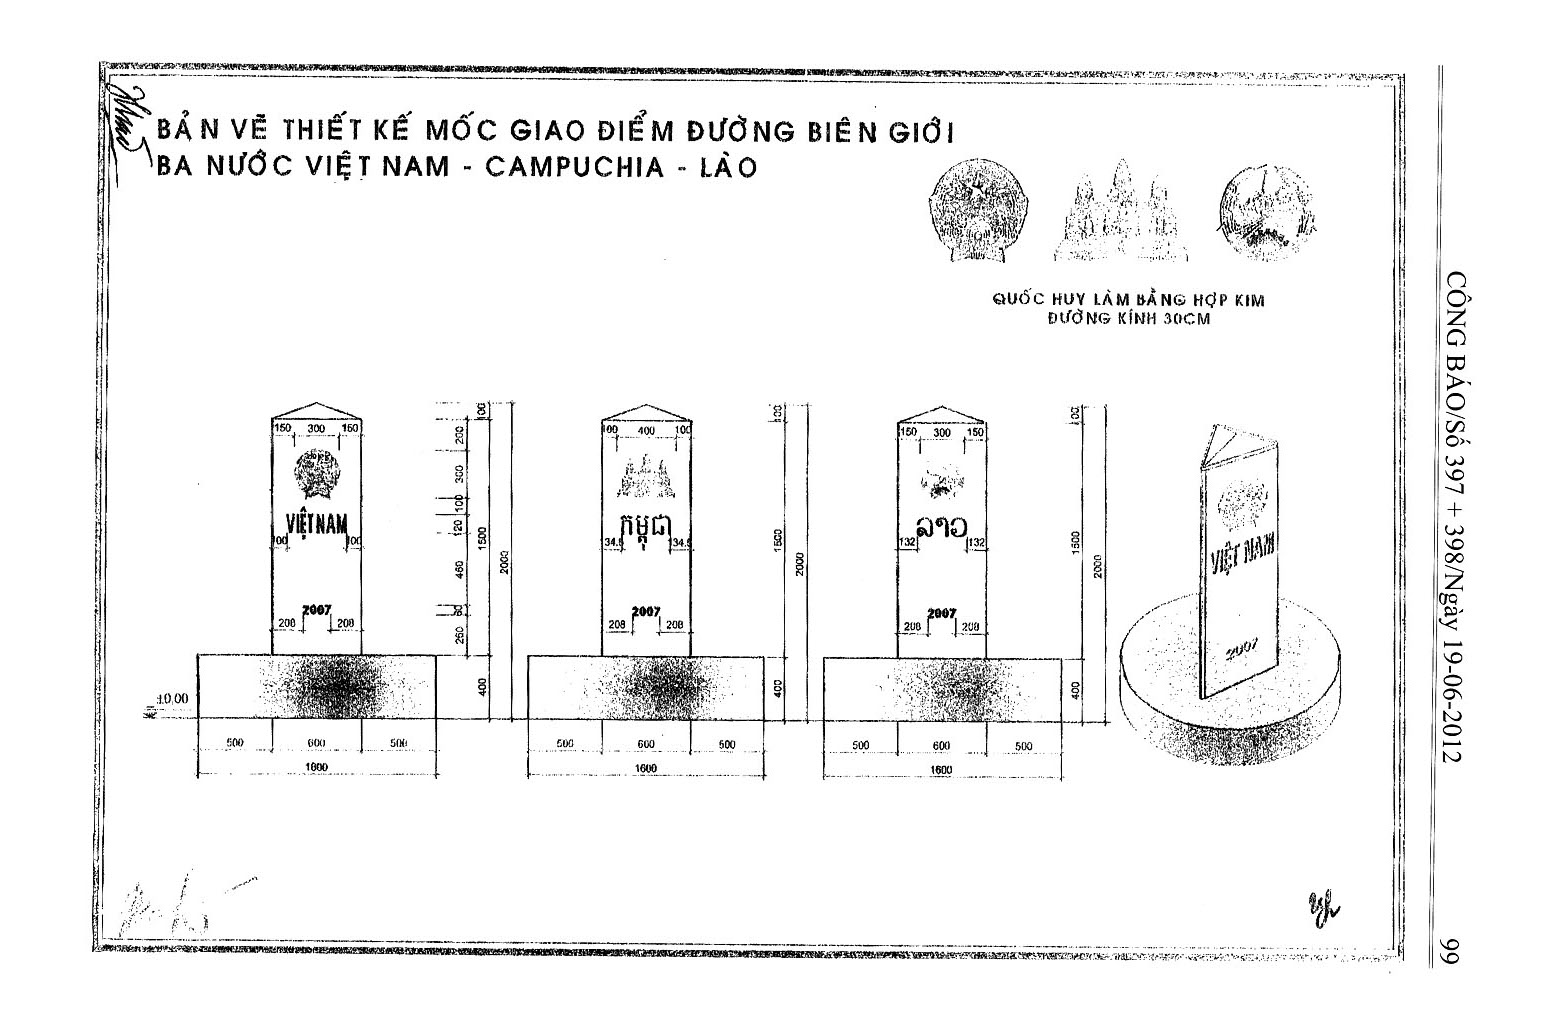 BẢN VẼ THIẾT KẾ MỐC GIAO ĐIỂM ĐƯỜNG BIÊN GIỚI
BA NƯỚC VIỆT NAM - CAMPUCHIA - LÀO
QUỐC HUY LÀM BẰNG HỢP KIM
ĐƯỜNG KÍNH 30CM
150 300 150
VIỆT NAM
100 100
2007
208 208
±0.00
500 600 500
1600
100
200
300
100
120
460
60
260
400
1500
2000
100 400 100
កម្ពុជា
34.5 34.5
2007
208 208
500 600 500
1600
100
1500
400
2000
150 300 150
ລາວ
132 132
2007
208 208
500 600 500
1600
100
1500
400
2000
VIỆT NAM
2007
CÔNG BÁO/Số 397 + 398/Ngày 19-06-2012
99